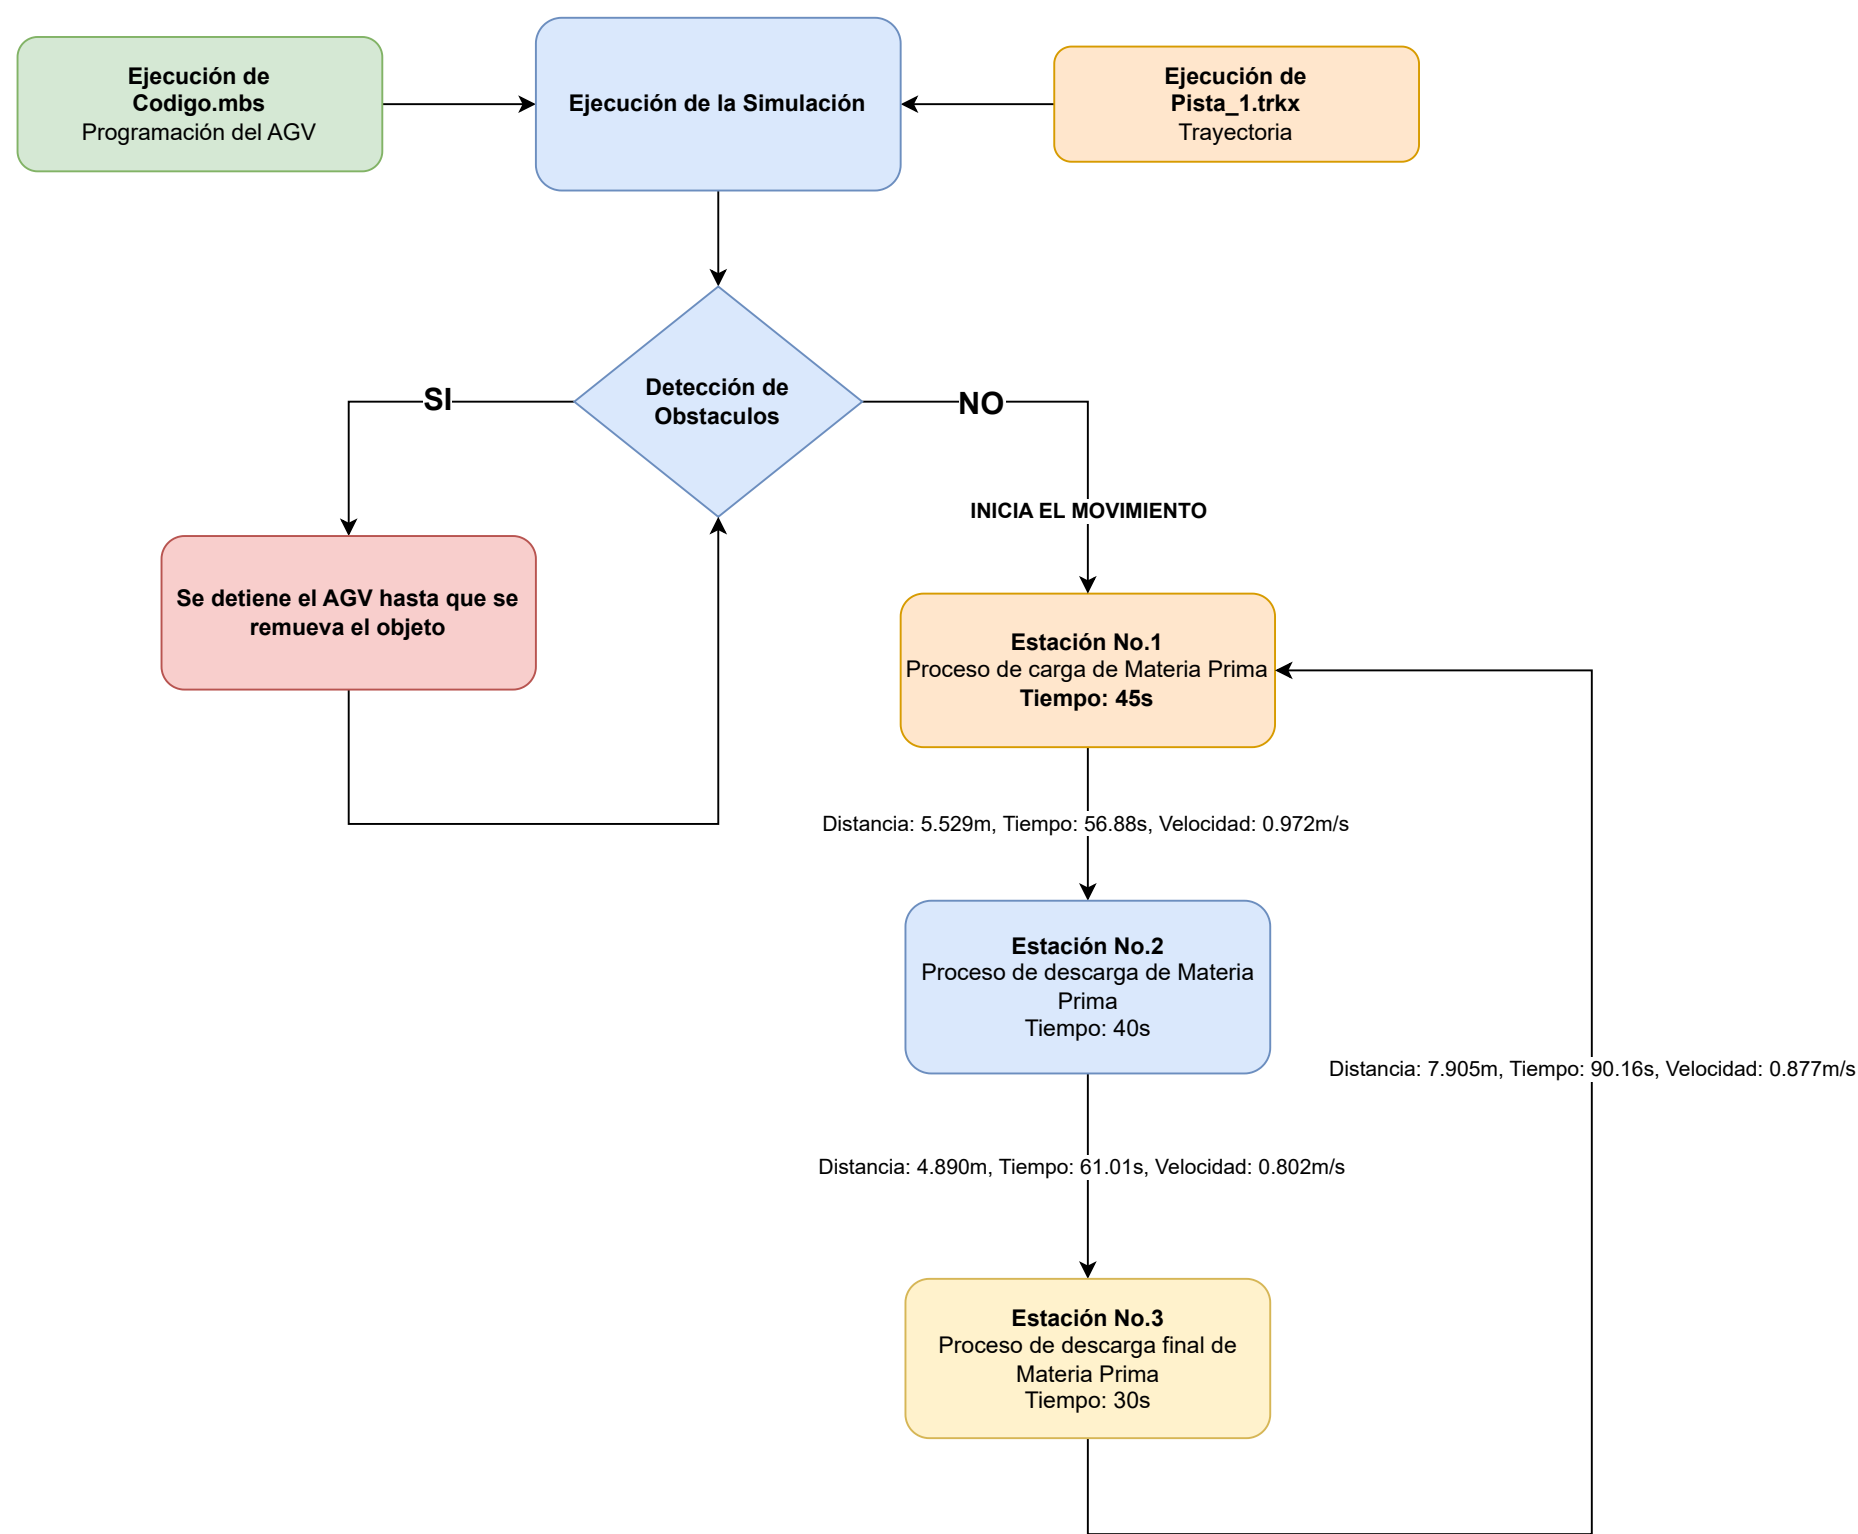 Ejecución de
Codigo.mbs
Programación del AGV
Ejecución de la Simulación
Ejecución de
Pista_1.trkx
Trayectoria
Detección de
Obstaculos
SI
NO
INICIA EL MOVIMIENTO
Se detiene el AGV hasta que se
remueva el objeto
Estación No.1
Proceso de carga de Materia Prima
Tiempo: 45s
Distancia: 5.529m, Tiempo: 56.88s, Velocidad: 0.972m/s
Estación No.2
Proceso de descarga de Materia
Prima
Tiempo: 40s
Distancia: 7.905m, Tiempo: 90.16s, Velocidad: 0.877m/s
Distancia: 4.890m, Tiempo: 61.01s, Velocidad: 0.802m/s
Estación No.3
Proceso de descarga final de
Materia Prima
Tiempo: 30s